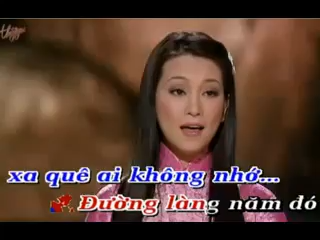 xa quê ai không nhớ...
Đường làng năm đó